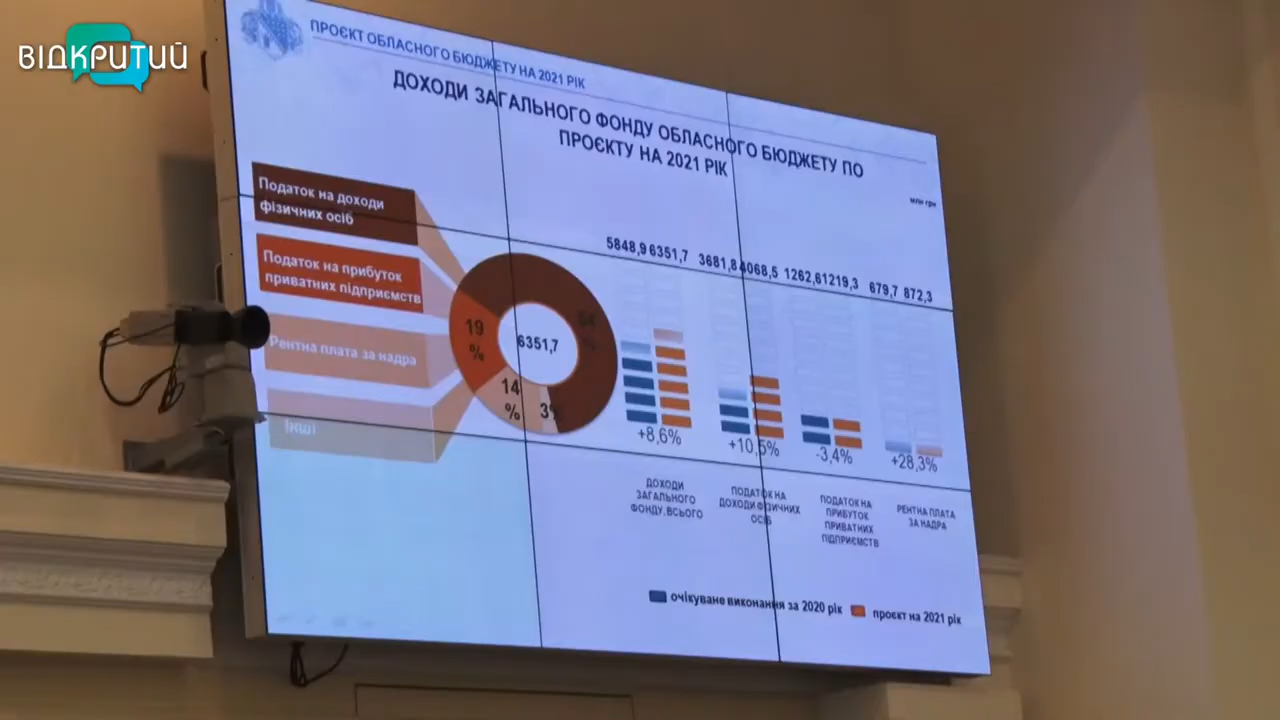 ВІДКРИТИЙ
ПРОЄКТ ОБЛАСНОГО БЮДЖЕТУ НА 2021 РІК
ДОХОДИ ЗАГАЛЬНОГО ФОНДУ ОБЛАСНОГО БЮДЖЕТУ ПО
ПРОЄКТУ НА 2021 РІК
млн грн
Податок на доходи
фізичних осіб
Податок на прибуток
приватних підприємств
Рентна плата за надра
Інші
64
%
19
%
14
%
3%
6351,7
5848,9 6351,7 3681,8 4068,5 1262,6 1219,3 679,7 872,3
+8,6% +10,5% -3,4% +28,3%
ДОХОДИ
ЗАГАЛЬНОГО
ФОНДУ, ВСЬОГО
ПОДАТОК НА
ДОХОДИ ФІЗИЧНИХ
ОСІБ
ПОДАТОК НА
ПРИБУТОК
ПРИВАТНИХ
ПІДПРИЄМСТВ
РЕНТНА ПЛАТА
ЗА НАДРА
очікуване виконання за 2020 рік
проєкт на 2021 рік